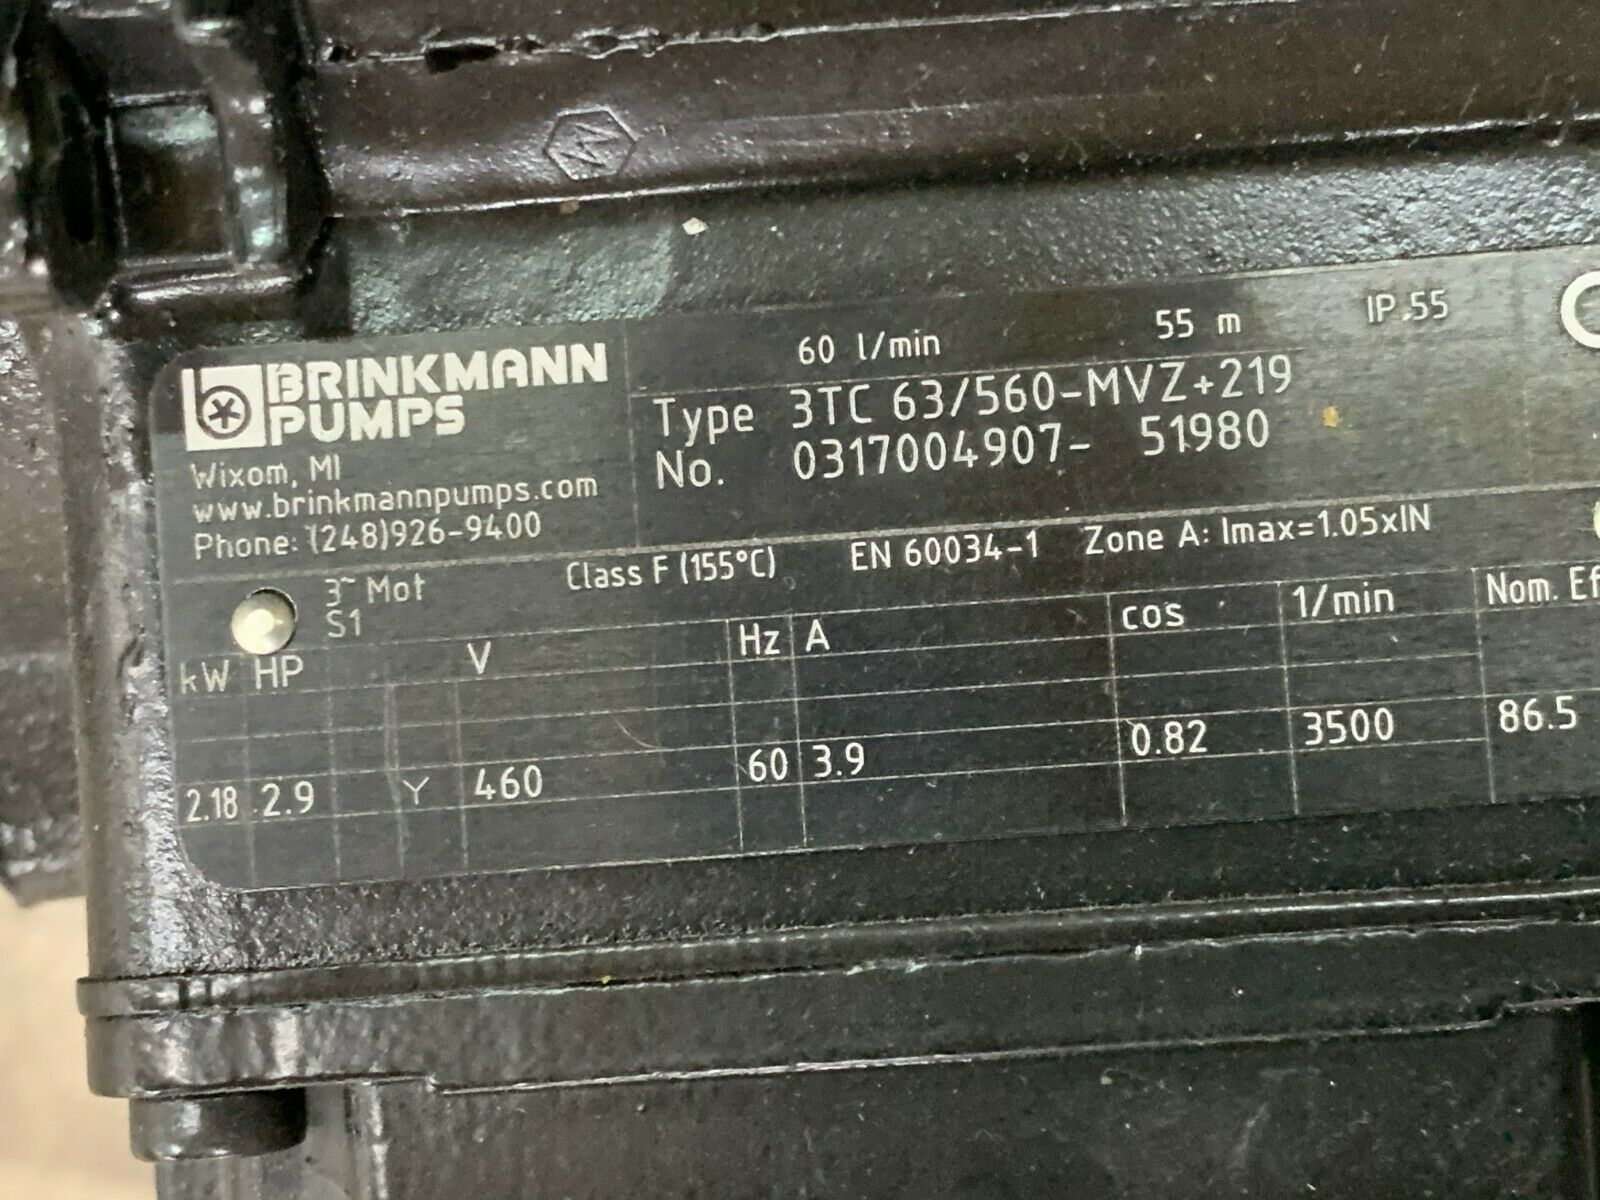 BRINKMANN
PUMPS
Wixom, MI
www.brinkmannpumps.com
Phone: (248)926-9400
60 l/min 55 m IP.55
Type 3TC 63/560-MVZ+219
No. 0317004907- 51980
3~ Mot
S1
Class F (155°C) EN 60034-1 Zone A: Imax=1.05xIN
kW HP V Hz A cos 1/min Nom.
2.18 2.9 Y 460 60 3.9 0.82 3500 86.5